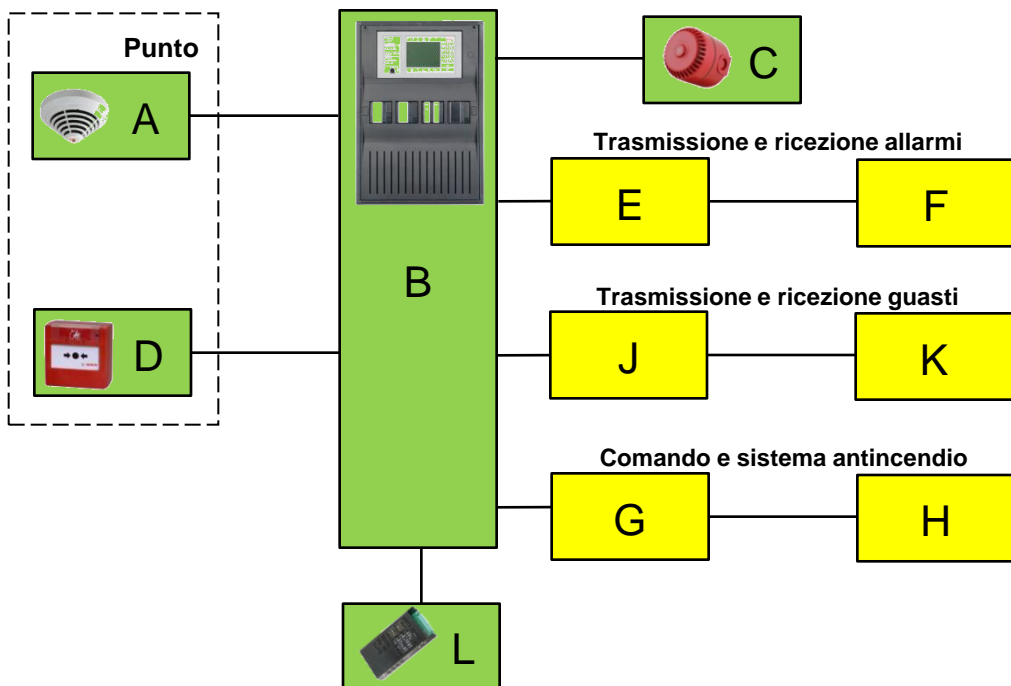 Punto
A
B
C
D
Trasmissione e ricezione allarmi
E
F
Trasmissione e ricezione guasti
J
K
Comando e sistema antincendio
G
H
L